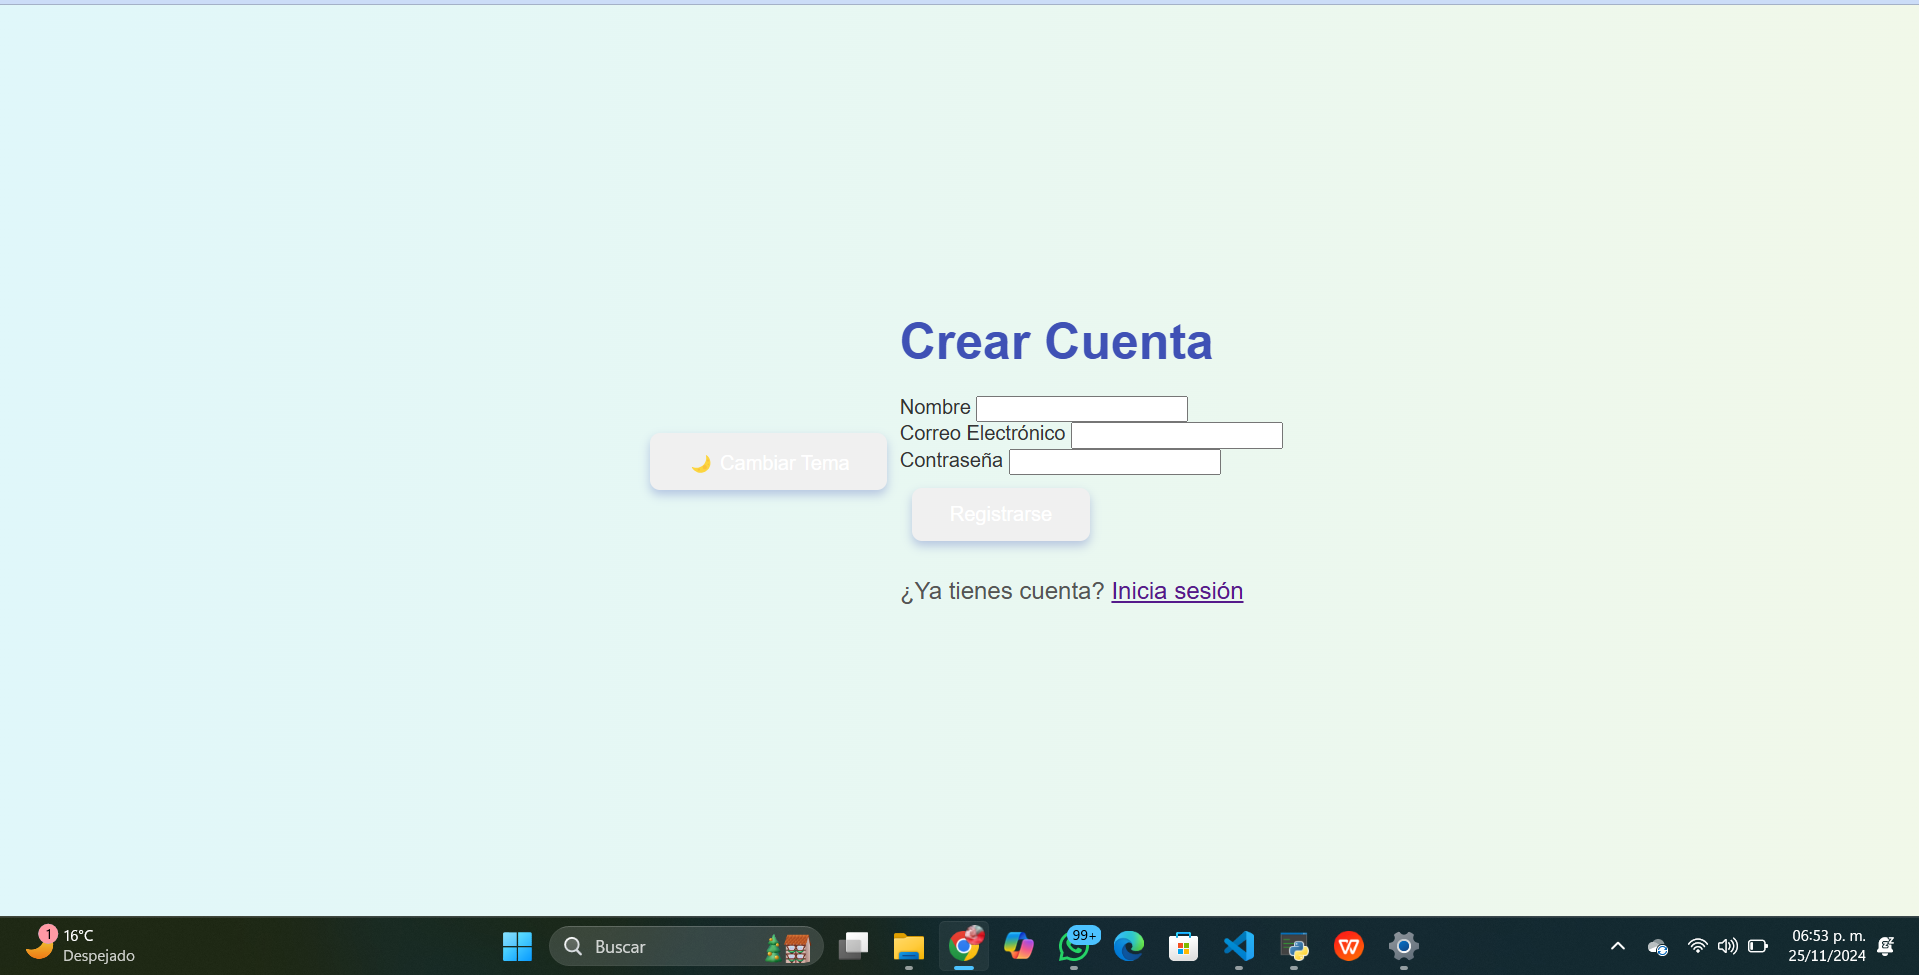 Crear Cuenta
Nombre
Correo Electrónico
Contraseña
🌙 Cambiar Tema
Registrarse
¿Ya tienes cuenta? Inicia sesión
1
16°C
Despejado
Buscar
99+
06:53 p. m.
25/11/2024